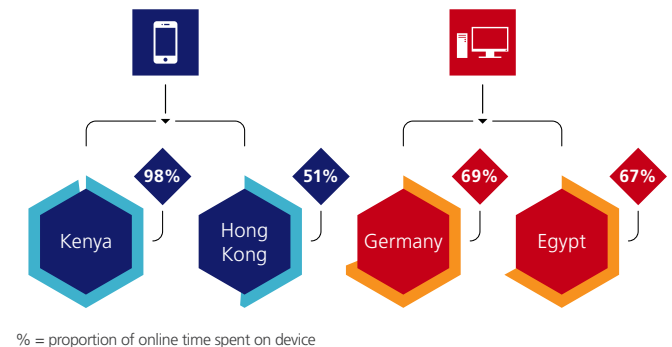 98%
51%
69%
67%
Kenya
Hong
Kong
Germany
Egypt
% = proportion of online time spent on device